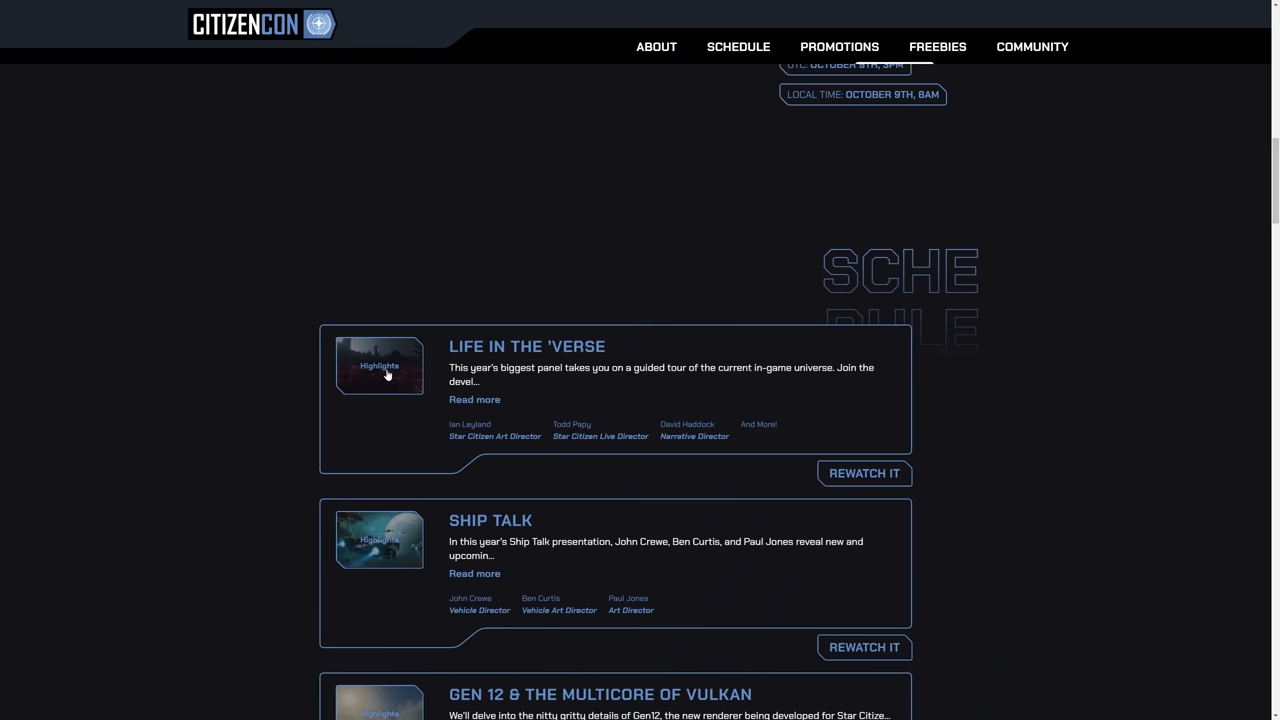 CITIZENCON
ABOUT SCHEDULE PROMOTIONS FREEBIES COMMUNITY
UTC: OCTOBER 9TH, 3PM
LOCAL TIME: OCTOBER 9TH, 8AM
SCHE
DULE
Highlights
LIFE IN THE 'VERSE
This year's biggest panel takes you on a guided tour of the current in-game universe. Join the
devel...
Read more
Ian Leyland Todd Papy David Haddock And More!
Star Citizen Art Director Star Citizen Live Director Narrative Director
REWATCH IT
Highlights
SHIP TALK
In this year's Ship Talk presentation, John Crewe, Ben Curtis, and Paul Jones reveal new and
upcomin...
Read more
John Crewe Ben Curtis Paul Jones
Vehicle Director Vehicle Art Director Art Director
REWATCH IT
Highlights
GEN 12 & THE MULTICORE OF VULKAN
We'll delve into the nitty gritty details of Gen12, the new renderer being developed for Star Citize...